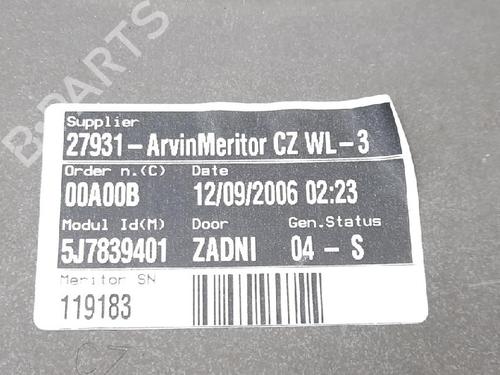 B-PARTS
Supplier
27931-ArvinMeritor CZ WL-3
Order n.(C) Date
00A00B 12/09/2006 02:23
Modul Id(M) Door Gen.Status
5J7839401 ZADNI 04 - S
Meritor SN
119183